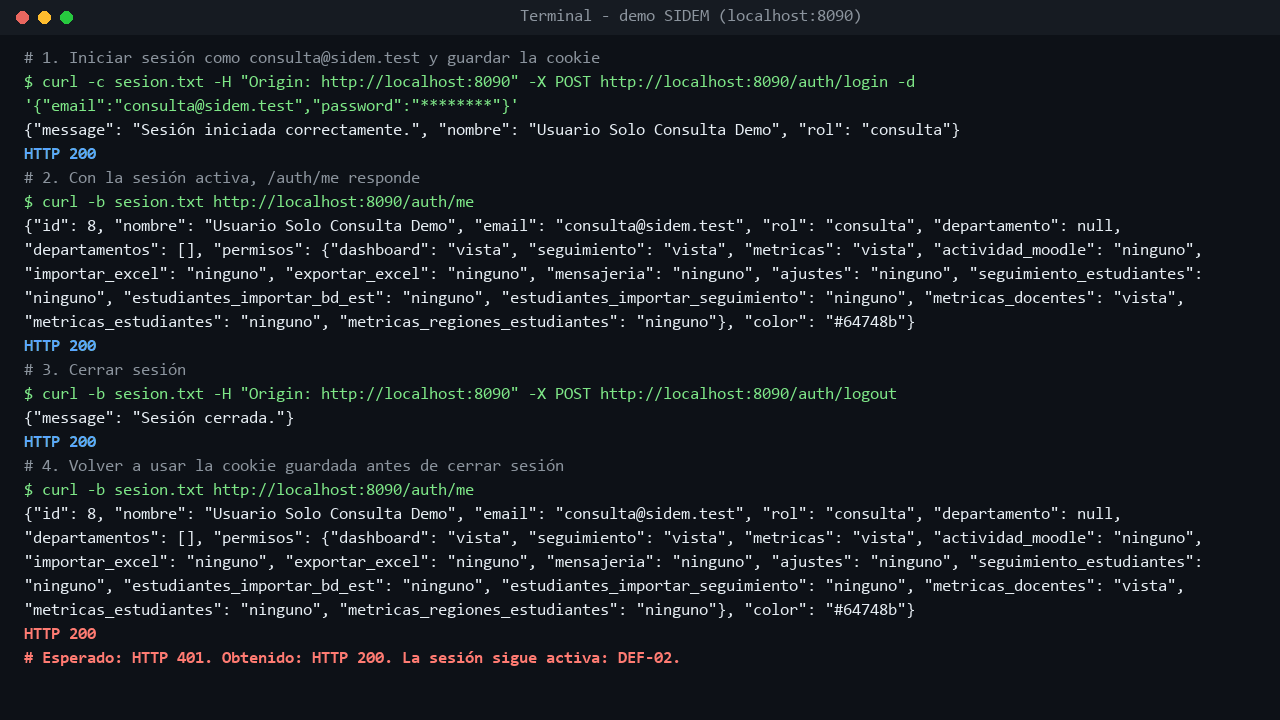 Terminal - demo SIDEM (localhost:8090)
# 1. Iniciar sesión como consulta@sidem.test y guardar la cookie
$ curl -c sesion.txt -H "Origin: http://localhost:8090" -X POST http://localhost:8090/auth/login -d
'{"email":"consulta@sidem.test","password":"********"}'
{"message": "Sesión iniciada correctamente.", "nombre": "Usuario Solo Consulta Demo", "rol": "consulta"}
HTTP 200
# 2. Con la sesión activa, /auth/me responde
$ curl -b sesion.txt http://localhost:8090/auth/me
{"id": 8, "nombre": "Usuario Solo Consulta Demo", "email": "consulta@sidem.test", "rol": "consulta", "departamento": null,
"departamentos": [], "permisos": {"dashboard": "vista", "seguimiento": "vista", "metricas": "vista", "actividad_moodle": "ninguno",
"importar_excel": "ninguno", "exportar_excel": "ninguno", "mensajeria": "ninguno", "ajustes": "ninguno", "seguimiento_estudiantes":
"ninguno", "estudiantes_importar_bd_est": "ninguno", "estudiantes_importar_seguimiento": "ninguno", "metricas_docentes": "vista",
"metricas_estudiantes": "ninguno", "metricas_regiones_estudiantes": "ninguno"}, "color": "#64748b"}
HTTP 200
# 3. Cerrar sesión
$ curl -b sesion.txt -H "Origin: http://localhost:8090" -X POST http://localhost:8090/auth/logout
{"message": "Sesión cerrada."}
HTTP 200
# 4. Volver a usar la cookie guardada antes de cerrar sesión
$ curl -b sesion.txt http://localhost:8090/auth/me
{"id": 8, "nombre": "Usuario Solo Consulta Demo", "email": "consulta@sidem.test", "rol": "consulta", "departamento": null,
"departamentos": [], "permisos": {"dashboard": "vista", "seguimiento": "vista", "metricas": "vista", "actividad_moodle": "ninguno",
"importar_excel": "ninguno", "exportar_excel": "ninguno", "mensajeria": "ninguno", "ajustes": "ninguno", "seguimiento_estudiantes":
"ninguno", "estudiantes_importar_bd_est": "ninguno", "estudiantes_importar_seguimiento": "ninguno", "metricas_docentes": "vista",
"metricas_estudiantes": "ninguno", "metricas_regiones_estudiantes": "ninguno"}, "color": "#64748b"}
HTTP 200
# Esperado: HTTP 401. Obtenido: HTTP 200. La sesión sigue activa: DEF-02.